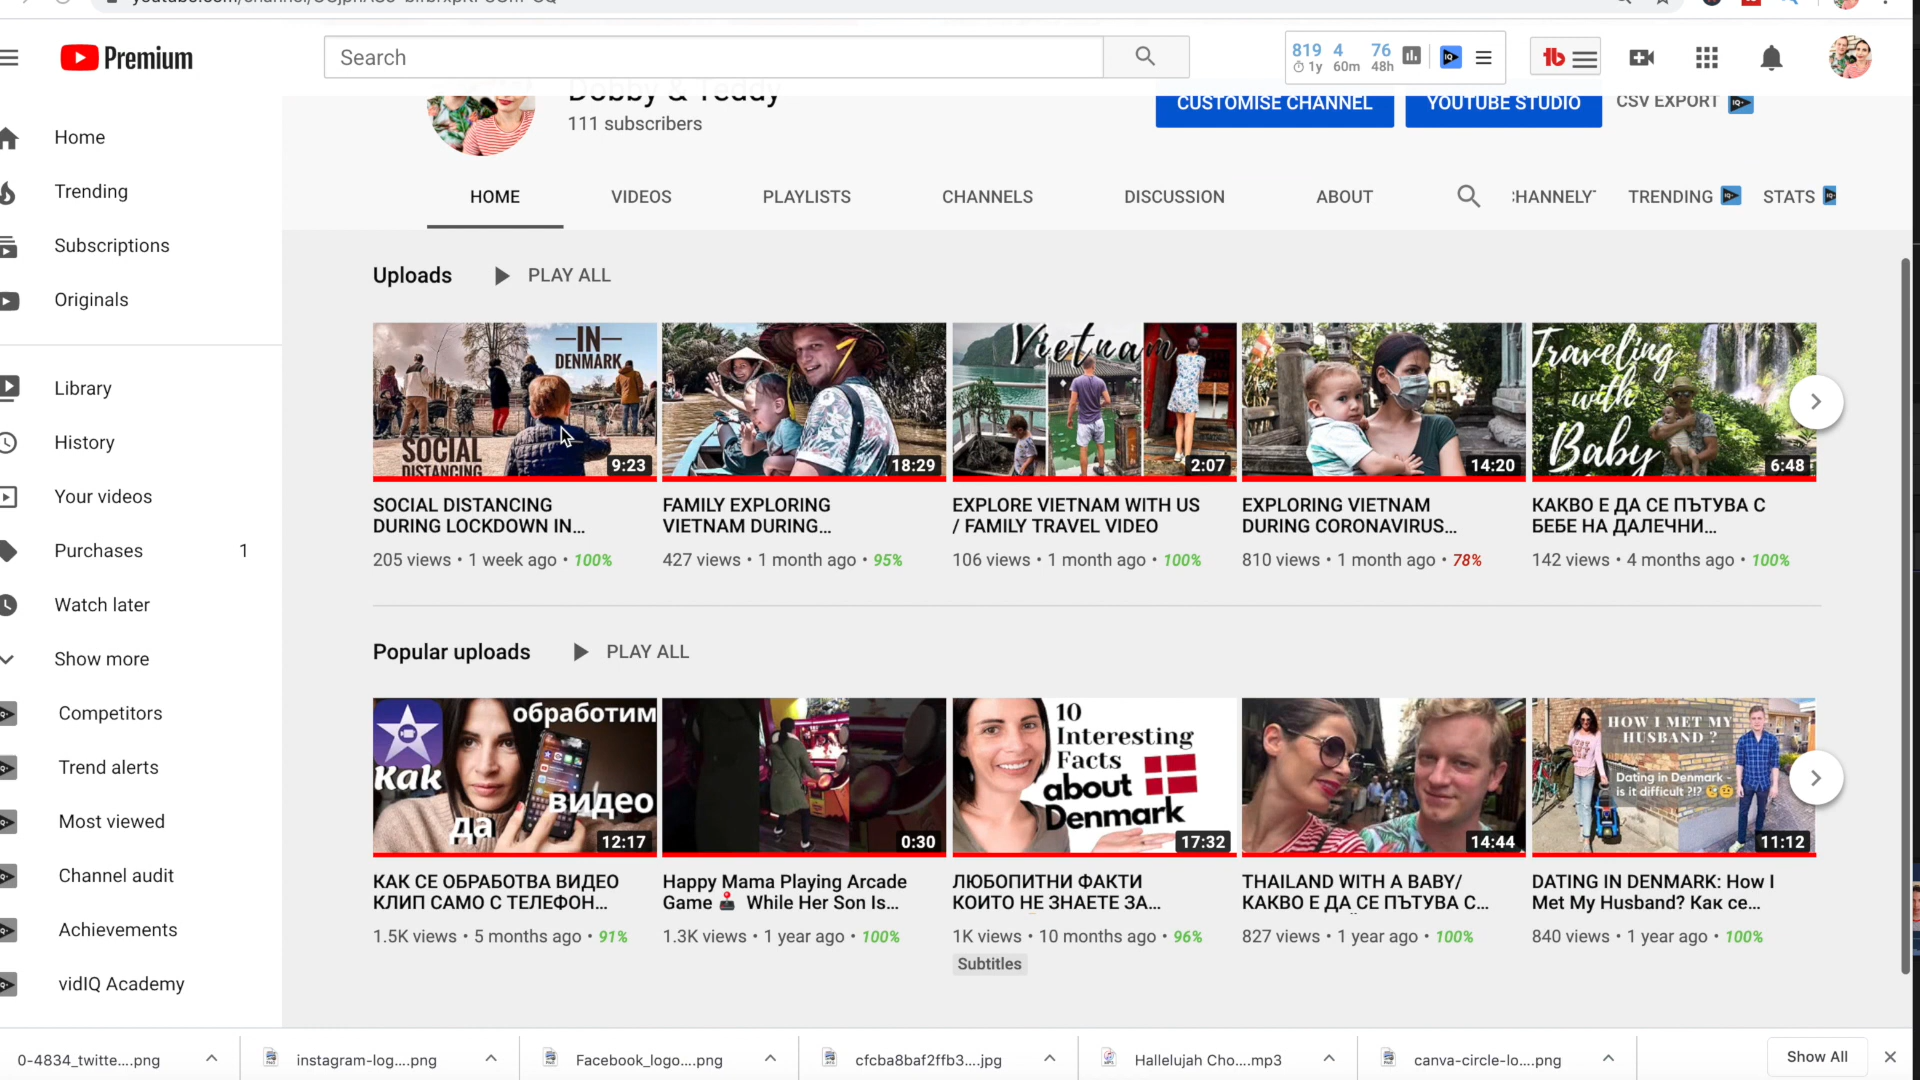 Premium
Search
819 4 76
1y 60m 48h
Dobby & Teddy
111 subscribers
CUSTOMISE CHANNEL
YOUTUBE STUDIO
CSV EXPORT
HOME
VIDEOS
PLAYLISTS
CHANNELS
DISCUSSION
ABOUT
TRENDING
STATS
Home
Trending
Subscriptions
Originals
Library
History
Your videos
Purchases 1
Watch later
Show more
Competitors
Trend alerts
Most viewed
Channel audit
Achievements
vidIQ Academy
Uploads
PLAY ALL
IN
DENMARK
SOCIAL
DISTANCING
9:23
SOCIAL DISTANCING
DURING LOCKDOWN IN...
205 views • 1 week ago • 100%
18:29
FAMILY EXPLORING
VIETNAM DURING...
427 views • 1 month ago • 95%
Vietnam
2:07
EXPLORE VIETNAM WITH US
/ FAMILY TRAVEL VIDEO
106 views • 1 month ago • 100%
14:20
EXPLORING VIETNAM
DURING CORONAVIRUS...
810 views • 1 month ago • 78%
Traveling
with
Baby
6:48
КАКВО Е ДА СЕ ПЪТУВА С
БЕБЕ НА ДАЛЕЧНИ...
142 views • 4 months ago • 100%
Popular uploads
PLAY ALL
обработим
Как
да
видео
12:17
КАК СЕ ОБРАБОТВА ВИДЕО
КЛИП САМО С ТЕЛЕФОН...
1.5K views • 5 months ago • 91%
0:30
Happy Mama Playing Arcade
Game 🕹 While Her Son Is...
1.3K views • 1 year ago • 100%
10
Interesting
Facts
about
Denmark
17:32
ЛЮБОПИТНИ ФАКТИ
КОИТО НЕ ЗНАЕТЕ ЗА...
1K views • 10 months ago • 96%
Subtitles
14:44
THAILAND WITH A BABY/
КАКВО Е ДА СЕ ПЪТУВА С...
827 views • 1 year ago • 100%
HOW I MET MY
HUSBAND ?
Dating in Denmark -
is it difficult ?!?
11:12
DATING IN DENMARK: How I
Met My Husband? Как се...
840 views • 1 year ago • 100%
0-4834_twitte....png
instagram-log....png
Facebook_logo....png
cfcba8baf2ffb3....jpg
Hallelujah Cho....mp3
canva-circle-lo....png
Show All